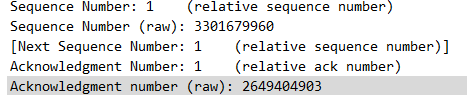 Sequence Number: 1    (relative sequence number)
Sequence Number (raw): 3301679960
[Next Sequence Number: 1    (relative sequence number)]
Acknowledgment Number: 1    (relative ack number)
Acknowledgment number (raw): 2649404903